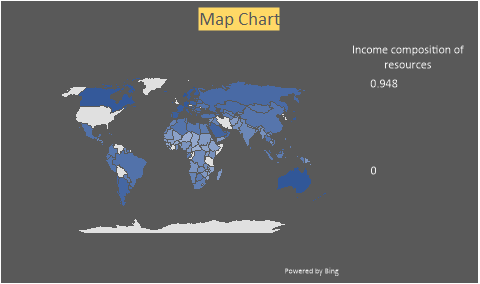 Map Chart
Income composition of
resources
0.948
0
Powered by Bing